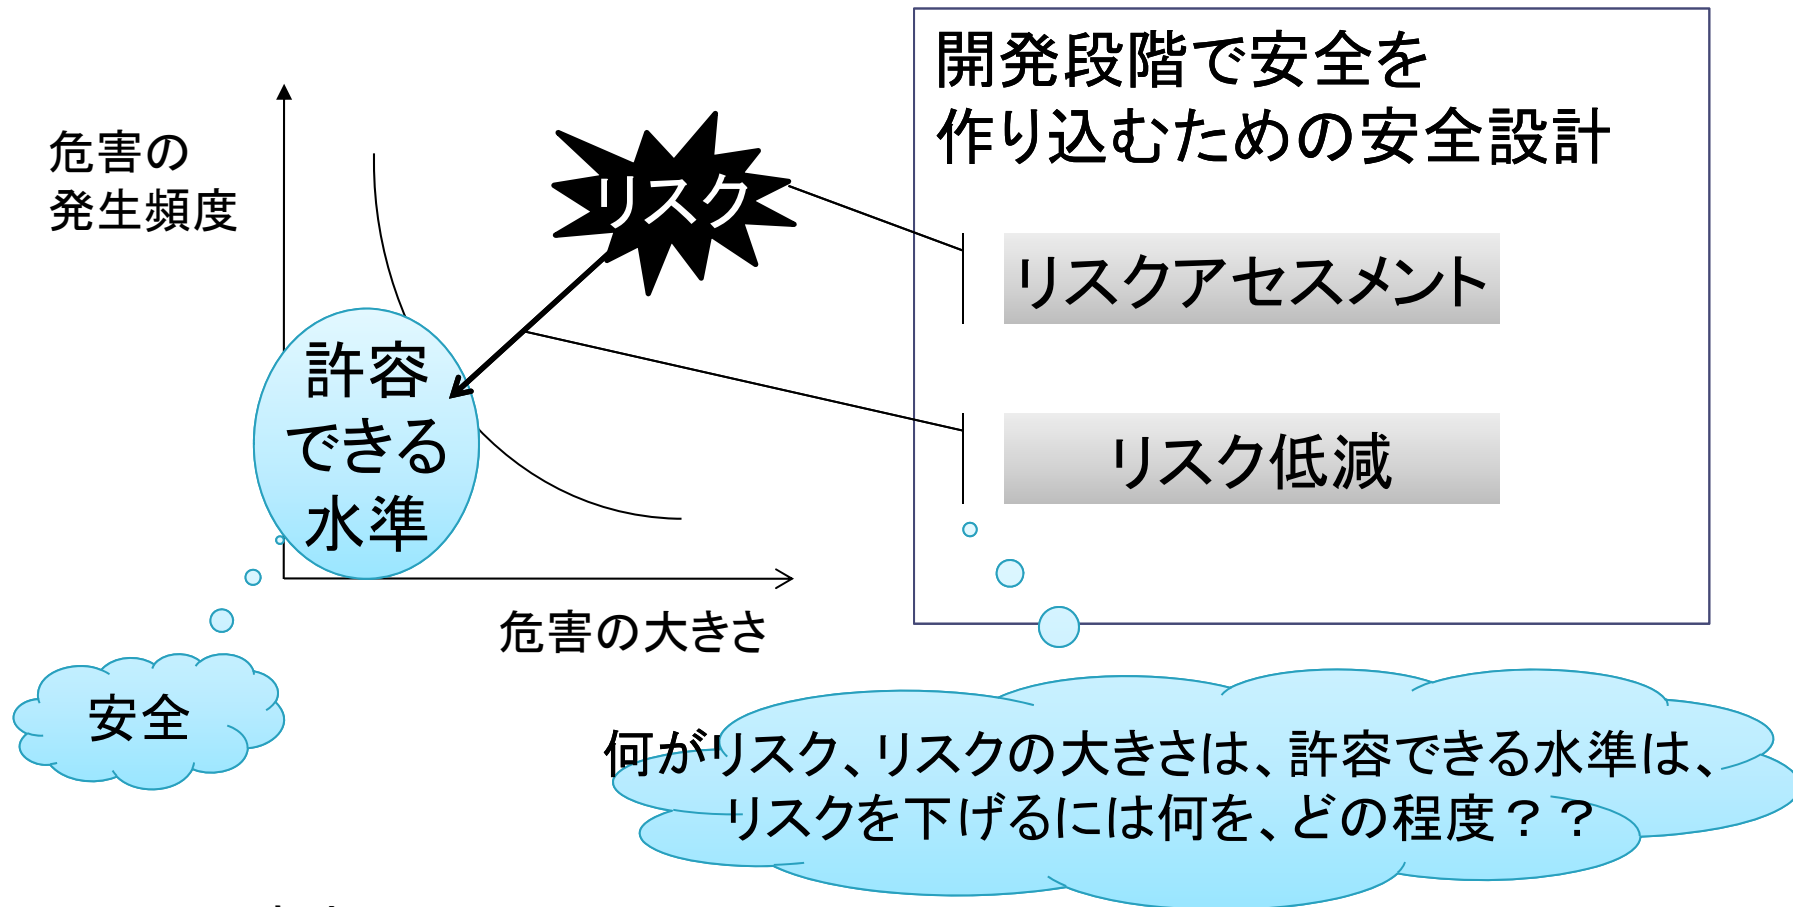 開発段階で安全を
作り込むための安全設計
危害の
発生頻度
リスク
リスクアセスメント
許容
できる
水準
リスク低減
危害の大きさ
安全
何がリスク、リスクの大きさは、許容できる水準は、
リスクを下げるには何を、どの程度？？